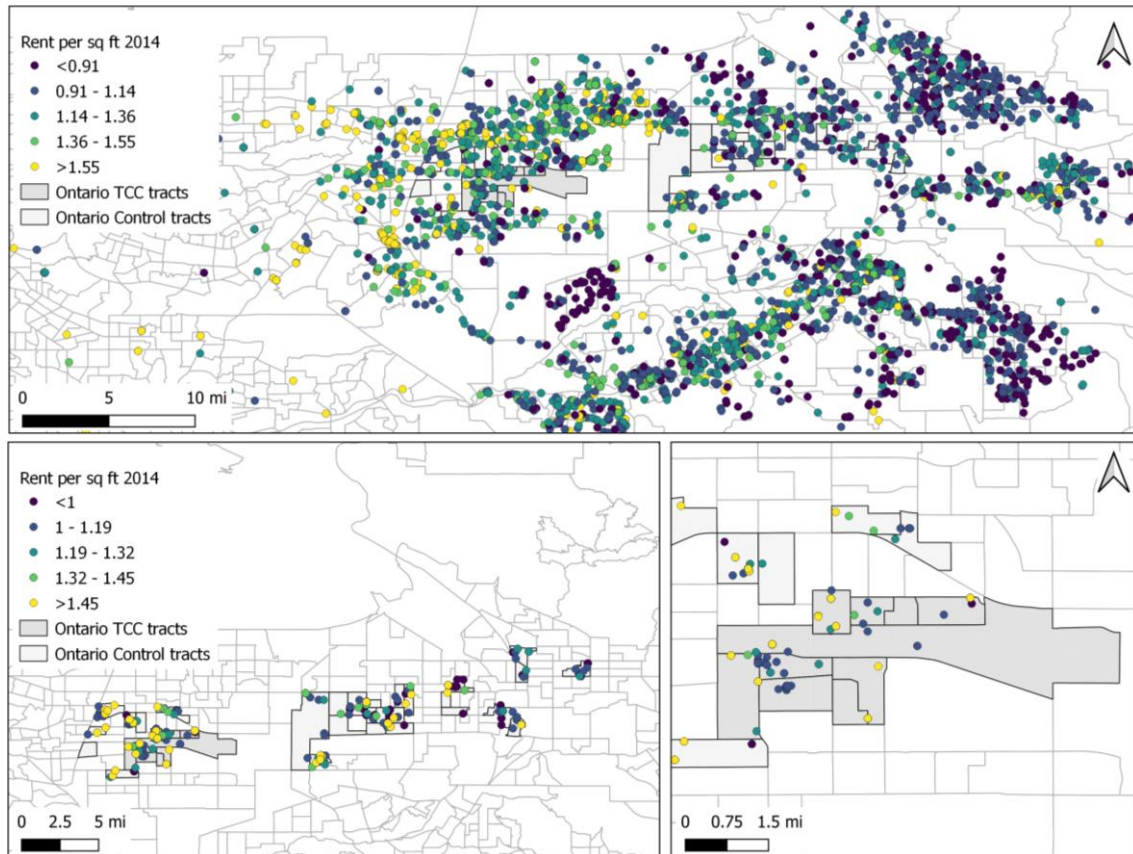 Rent per sq ft 2014
<0.91
0.91 - 1.14
1.14 - 1.36
1.36 - 1.55
>1.55
Ontario TCC tracts
Ontario Control tracts
0 5 10 mi
Rent per sq ft 2014
<1
1 - 1.19
1.19 - 1.32
1.32 - 1.45
>1.45
Ontario TCC tracts
Ontario Control tracts
0 2.5 5 mi
0 0.75 1.5 mi